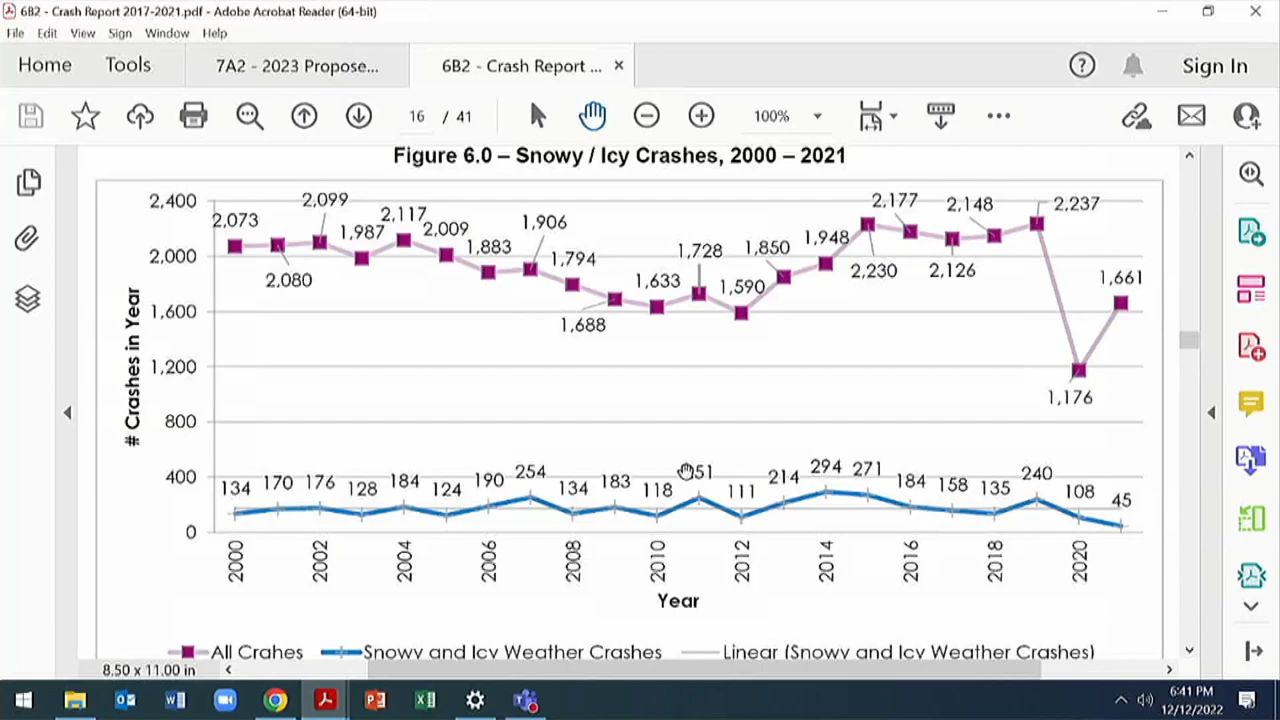 6B2 - Crash Report 2017-2021.pdf - Adobe Acrobat Reader (64-bit)
File Edit View Sign Window Help
Home Tools 7A2 - 2023 Propose... 6B2 - Crash Report ... × Sign In
16 / 41 100%
Figure 6.0 – Snowy / Icy Crashes, 2000 – 2021
# Crashes in Year
2,400
2,000
1,600
1,200
800
400
0
2,073 2,080 2,099 1,987 2,117 2,009 1,883 1,906 1,794 1,688 1,633 1,728 1,590 1,850 1,948 2,230 2,177 2,126 2,148 2,237 1,176 1,661
134 170 176 128 184 124 190 254 134 183 118 111 214 294 271 184 158 135 240 108 45
2000 2002 2004 2006 2008 2010 2012 2014 2016 2018 2020
Year
All Crahes Snowy and Icy Weather Crashes Linear (Snowy and Icy Weather Crashes)
8.50 x 11.00 in
6:41 PM
12/12/2022